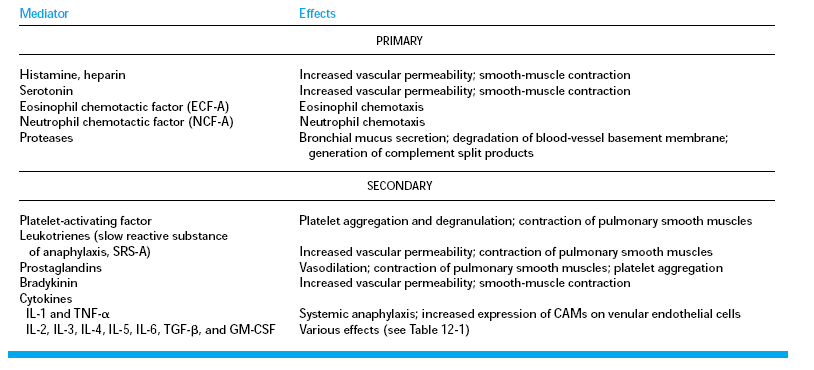 Mediator Effects
PRIMARY
Histamine, heparin Increased vascular permeability; smooth-muscle contraction
Serotonin Increased vascular permeability; smooth-muscle contraction
Eosinophil chemotactic factor (ECF-A) Eosinophil chemotaxis
Neutrophil chemotactic factor (NCF-A) Neutrophil chemotaxis
Proteases Bronchial mucus secretion; degradation of blood-vessel basement membrane;
generation of complement split products
SECONDARY
Platelet-activating factor Platelet aggregation and degranulation; contraction of pulmonary smooth muscles
Leukotrienes (slow reactive substance
of anaphylaxis, SRS-A) Increased vascular permeability; contraction of pulmonary smooth muscles
Prostaglandins Vasodilation; contraction of pulmonary smooth muscles; platelet aggregation
Bradykinin Increased vascular permeability; smooth-muscle contraction
Cytokines
IL-1 and TNF-α Systemic anaphylaxis; increased expression of CAMs on venular endothelial cells
IL-2, IL-3, IL-4, IL-5, IL-6, TGF-β, and GM-CSF Various effects (see Table 12-1)